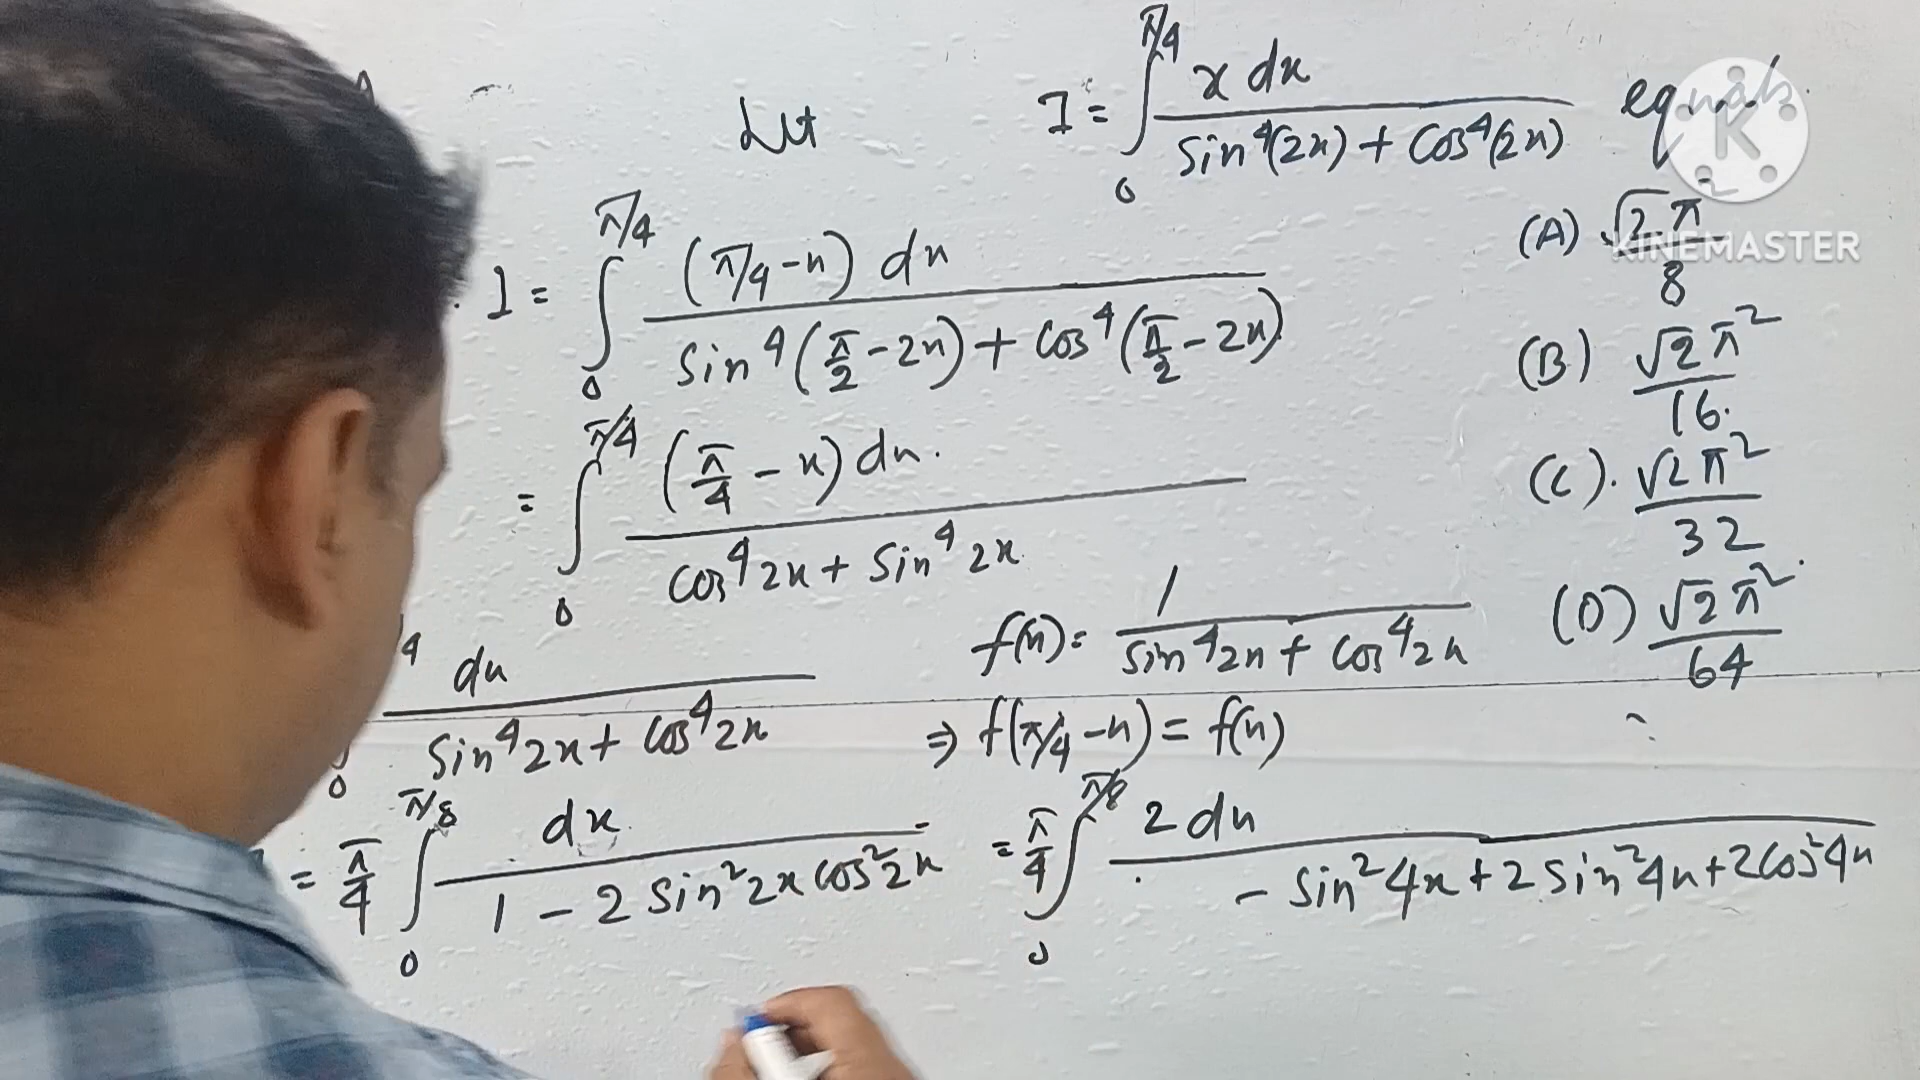 Let I = ∫₀^{π/4} x dx / (Sin⁴(2x) + Cos⁴(2x)) equals
K
KINEMASTER
(A) √2 π² / 8
(B) √2 π² / 16.
(C). √2 π² / 32
(D) √2 π² / 64
. I = ∫₀^{π/4} (π/4 - x) dx / (Sin⁴(π/2 - 2x) + Cos⁴(π/2 - 2x))
= ∫₀^{π/4} (π/4 - x) dx. / (Cos⁴2x + Sin⁴2x)
4 dx / (Sin⁴2x + Cos⁴2x)
0
f(x) = 1 / (Sin⁴2x + Cos⁴2x)
⇒ f(π/4 - x) = f(x)
= π/4 ∫₀^{π/8} dx / (1 - 2 Sin²2x Cos²2x) = π/4 ∫₀^{π/8} 2 dx / (- Sin²4x + 2 Sin²4x + 2 Cos²4x)